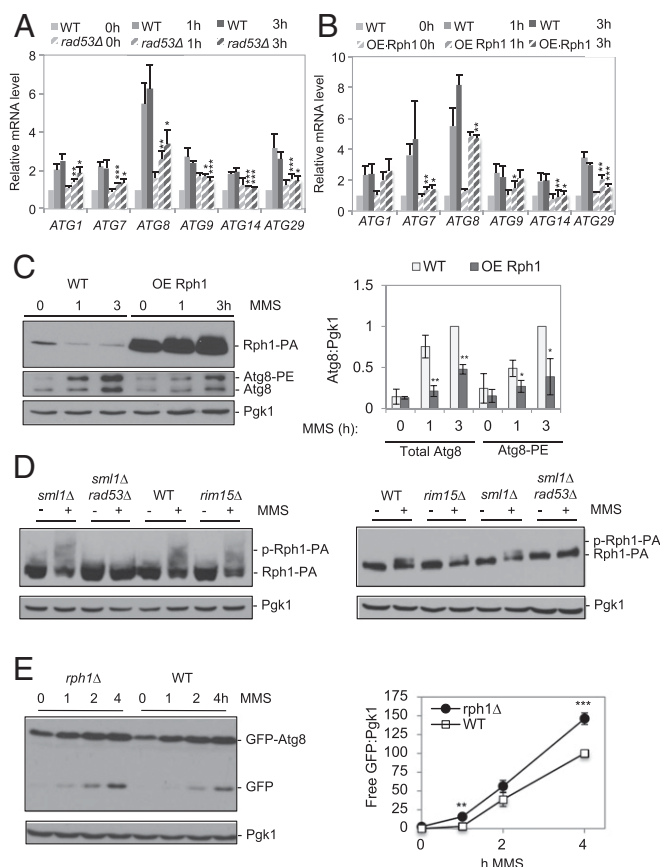 A
WT 0h WT 1h WT 3h
rad53Δ 0h rad53Δ 1h rad53Δ 3h
Relative mRNA level
8
6
4
2
0
** * *** * ** *** * *** *** *** *
ATG1 ATG7 ATG8 ATG9 ATG14 ATG29
B
WT 0h WT 1h WT 3h
OE Rph1 0h OE Rph1 1h OE Rph1 3h
Relative mRNA level
10
8
6
4
2
0
ATG1 ATG7 ATG8 ATG9 ATG14 ATG29
C
WT OE Rph1
0 1 3 0 1 3h MMS
Rph1-PA
Atg8-PE
Atg8
Pgk1
WT OE Rph1
Atg8:Pgk1
1.5
1
0.5
0
** ** * *
MMS (h): 0 1 3 0 1 3
Total Atg8 Atg8-PE
D
sml1Δ sml1Δ rad53Δ WT rim15Δ
- + - + - + - + MMS
p-Rph1-PA
Rph1-PA
Pgk1
WT rim15Δ sml1Δ sml1Δ rad53Δ
- + - + - + - + MMS
p-Rph1-PA
Rph1-PA
Pgk1
E
rph1Δ WT
0 1 2 4 0 1 2 4h MMS
GFP-Atg8
GFP
Pgk1
rph1Δ
WT
Free GFP:Pgk1
175
150
125
100
75
50
25
0
** ***
0 2 4
h MMS